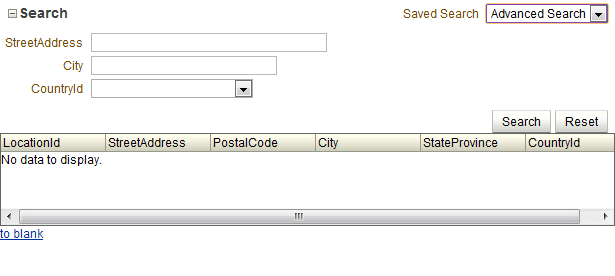 Search Saved Search Advanced Search
StreetAddress
City
CountryId
Search Reset
LocationId StreetAddress PostalCode City StateProvince CountryId
No data to display.
to blank